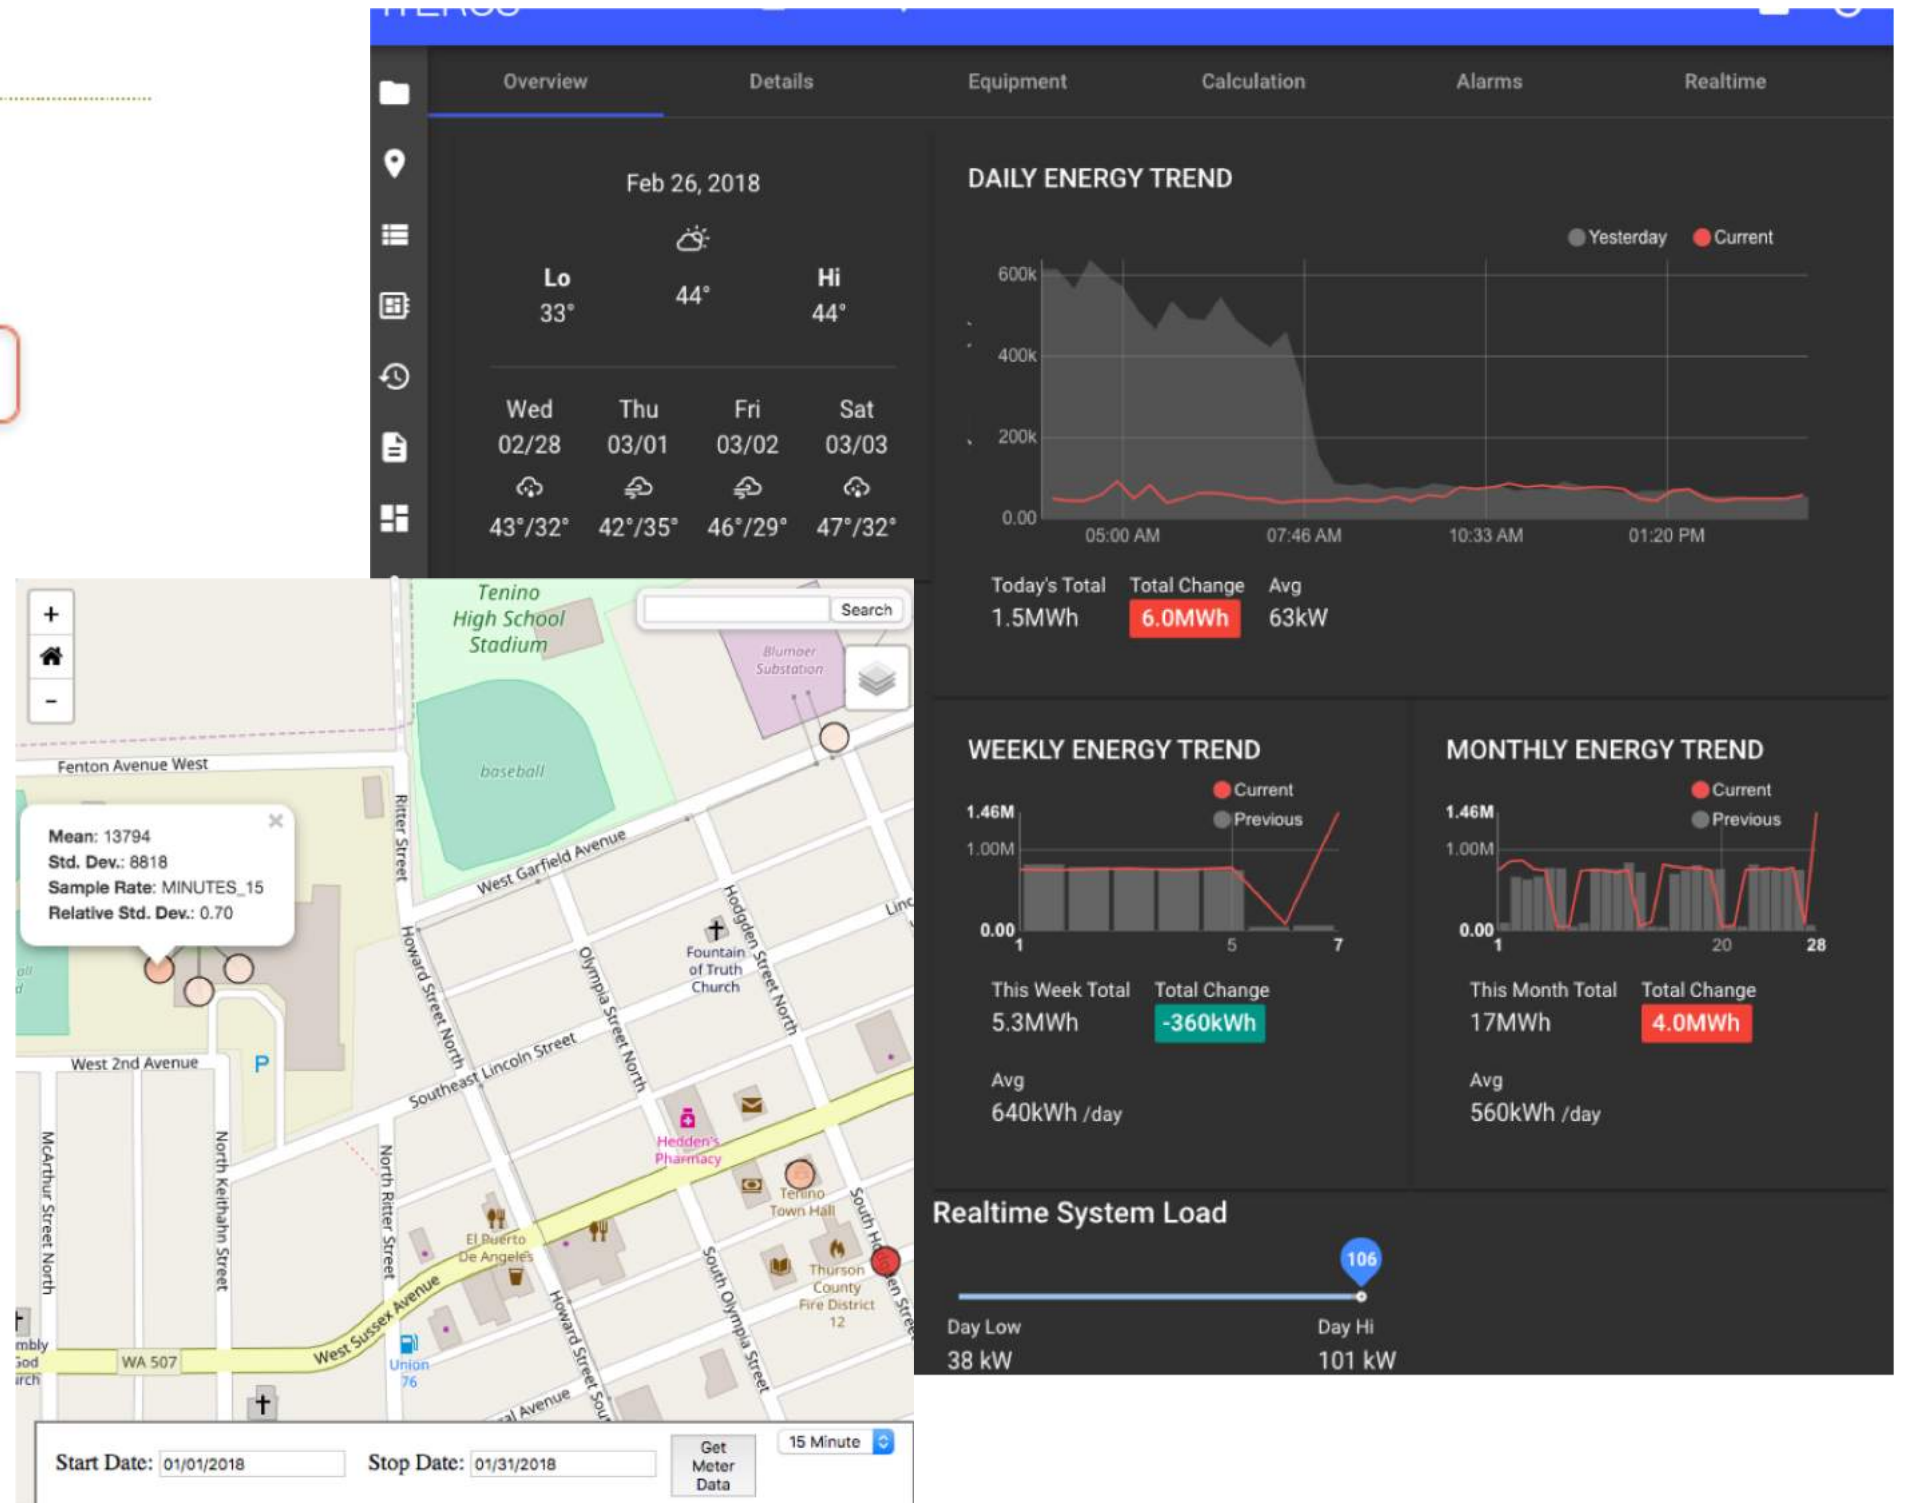 Overview Details Equipment Calculation Alarms Realtime
Feb 26, 2018
Lo 44° Hi
33° 44°
Wed Thu Fri Sat
02/28 03/01 03/02 03/03
43°/32° 42°/35° 46°/29° 47°/32°
DAILY ENERGY TREND
Yesterday Current
600k
400k
200k
0.00
05:00 AM 07:46 AM 10:33 AM 01:20 PM
Today's Total Total Change Avg
1.5MWh 6.0MWh 63kW
WEEKLY ENERGY TREND
Current
Previous
1.46M
1.00M
0.00
1 5 7
This Week Total Total Change
5.3MWh -360kWh
Avg
640kWh /day
MONTHLY ENERGY TREND
Current
Previous
1.46M
1.00M
0.00
1 20 28
This Month Total Total Change
17MWh 4.0MWh
Avg
560kWh /day
Realtime System Load
106
Day Low Day Hi
38 kW 101 kW
+
-
Search
Tenino
High School
Stadium
Blumaer
Substation
baseball
Fenton Avenue West
Ritter Street
West Garfield Avenue
Mean: 13794
Std. Dev.: 8818
Sample Rate: MINUTES_15
Relative Std. Dev.: 0.70
Fountain
of Truth
Church
Hodgden Street North
Howard Street North
Olympia Street North
West 2nd Avenue
P
Southeast Lincoln Street
Hedden's
Pharmacy
McArthur Street North
North Keithahn Street
North Ritter Street
Tenino
Town Hall
El Puerto
De Angeles
Thurson
County
Fire District
12
South Olympia Street
WA 507
West Sussex Avenue
Union
76
Start Date: 01/01/2018 Stop Date: 01/31/2018
Get
Meter
Data
15 Minute